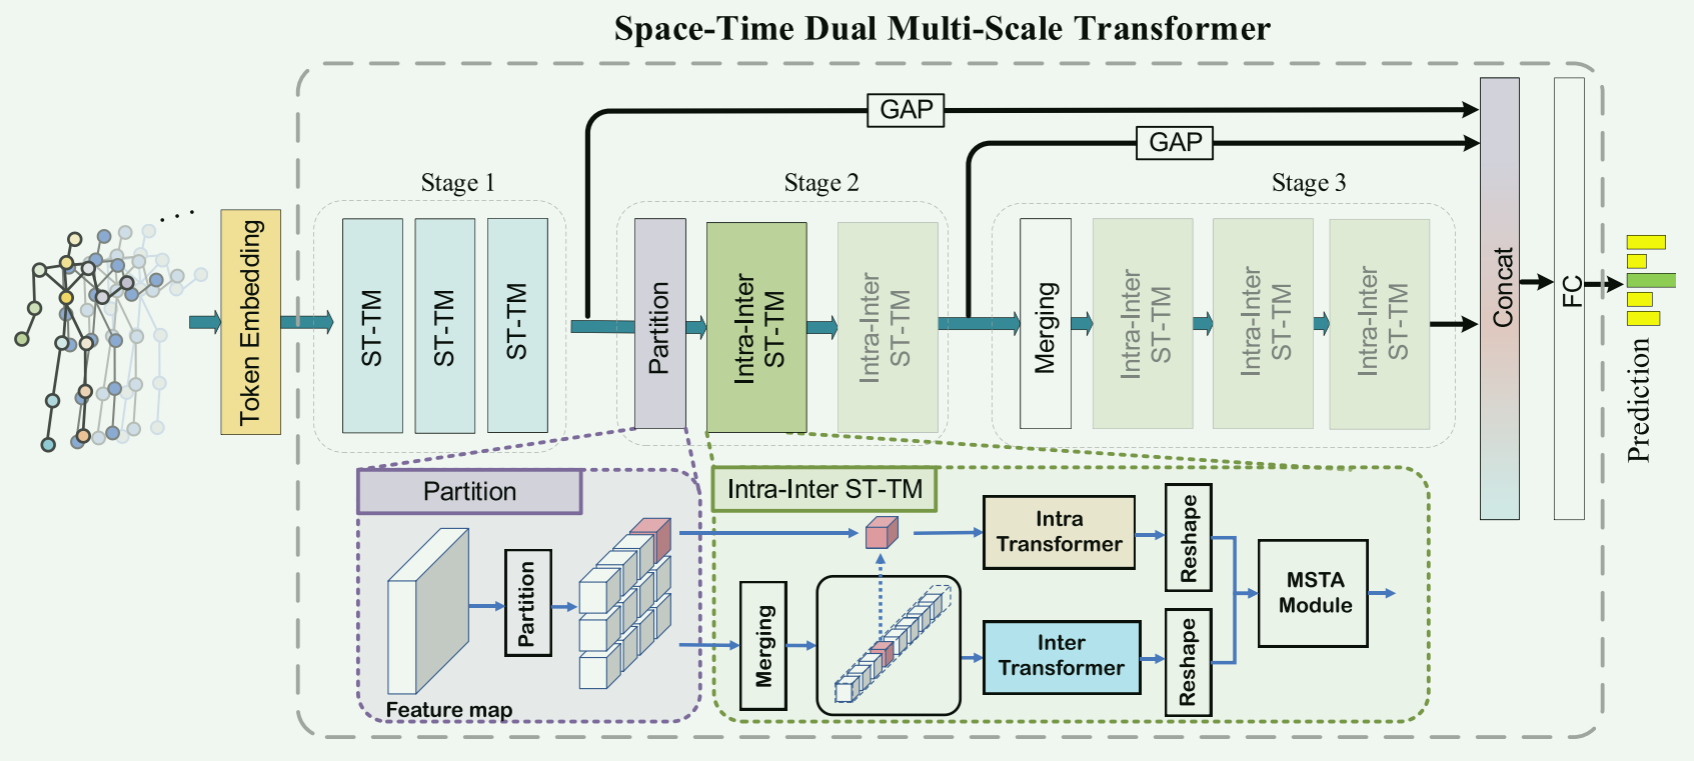 Space-Time Dual Multi-Scale Transformer
GAP
GAP
Stage 1
Stage 2
Stage 3
. . .
Token Embedding
ST-TM
ST-TM
ST-TM
Partition
Intra-Inter
ST-TM
Intra-Inter
ST-TM
Merging
Intra-Inter
ST-TM
Intra-Inter
ST-TM
Intra-Inter
ST-TM
Concat
FC
Prediction
Partition
Partition
Feature map
Intra-Inter ST-TM
Merging
Intra
Transformer
Reshape
Inter
Transformer
Reshape
MSTA
Module